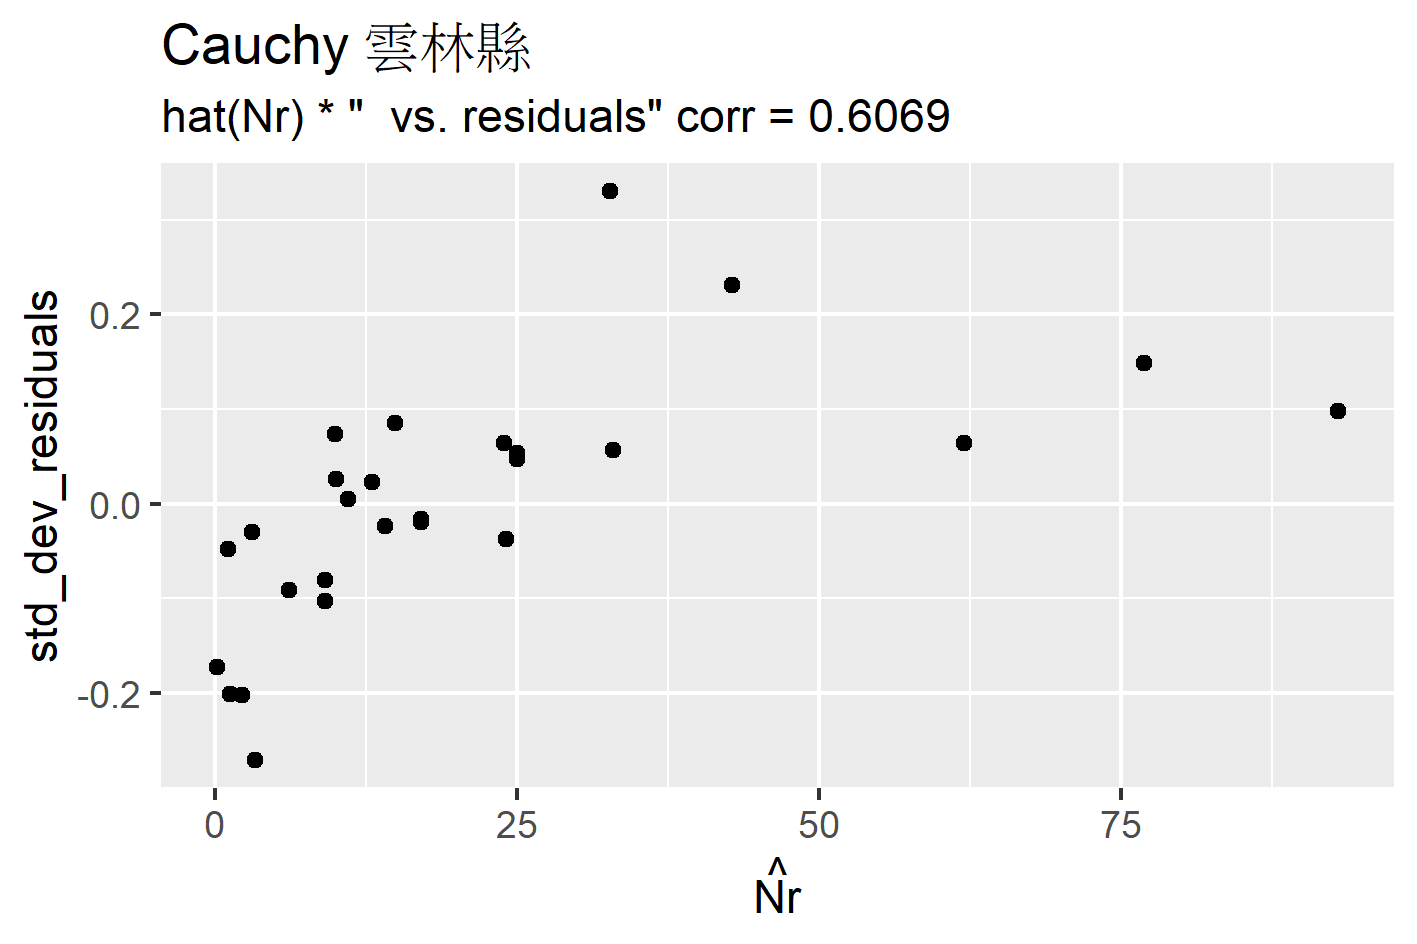 Cauchy 雲林縣
hat(Nr) * "  vs. residuals" corr = 0.6069
std_dev_residuals
0.2
0.0
-0.2
0
25
50
75
N̂r